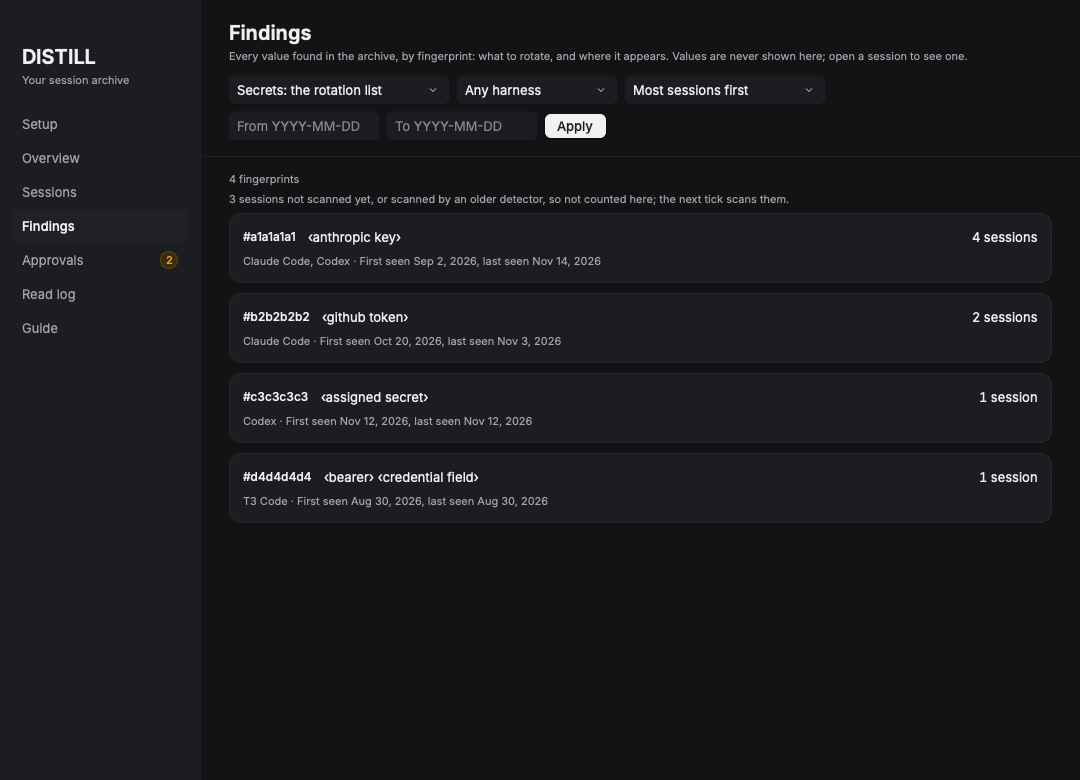 DISTILL
Your session archive
Setup
Overview
Sessions
Findings
Approvals 2
Read log
Guide
Findings
Every value found in the archive, by fingerprint: what to rotate, and where it appears. Values are never shown here; open a session to see one.
Secrets: the rotation list Any harness Most sessions first
From YYYY-MM-DD To YYYY-MM-DD Apply
4 fingerprints
3 sessions not scanned yet, or scanned by an older detector, so not counted here; the next tick scans them.
#a1a1a1a1 ‹anthropic key› 4 sessions
Claude Code, Codex · First seen Sep 2, 2026, last seen Nov 14, 2026
#b2b2b2b2 ‹github token› 2 sessions
Claude Code · First seen Oct 20, 2026, last seen Nov 3, 2026
#c3c3c3c3 ‹assigned secret› 1 session
Codex · First seen Nov 12, 2026, last seen Nov 12, 2026
#d4d4d4d4 ‹bearer› ‹credential field› 1 session
T3 Code · First seen Aug 30, 2026, last seen Aug 30, 2026